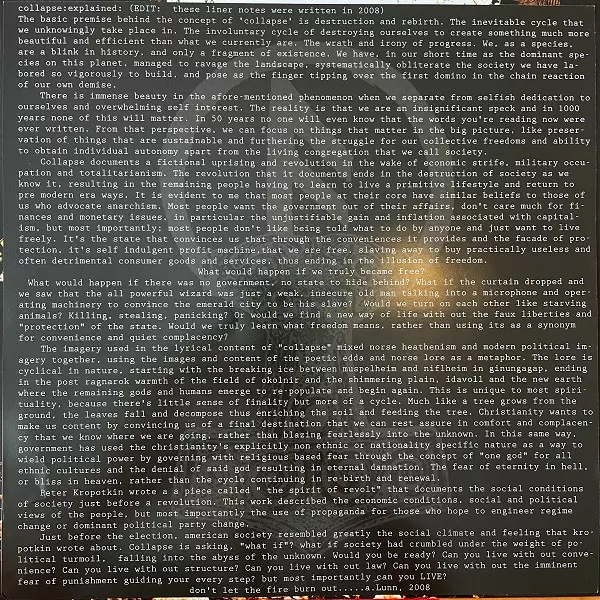 collapse:explained: (EDIT: these liner notes were written in 2008)
The basic premise behind the concept of 'collapse' is destruction and rebirth. The inevitable cycle that
we unknowingly take place in. The involuntary cycle of destroying ourselves to create something much more
beautiful and efficient than what we currently are. The wrath and irony of progress. We, as a species,
are a blink in history, and only a fragment of existence. We have, in our short time as the dominant spe-
cies on this planet, managed to ravage the landscape, systematically obliterate the society we have la-
bored so vigorously to build, and pose as the finger tipping over the first domino in the chain reaction
of our own demise.
There is immense beauty in the afore-mentioned phenomenon when we separate from selfish dedication to
ourselves and overwhelming self interest. The reality is that we are an insignificant speck and in 1000
years none of this will matter. In 50 years no one will even know that the words you're reading now were
ever written. From that perspective, we can focus on things that matter in the big picture, like preser-
vation of things that are sustainable and furthering the struggle for our collective freedoms and ability
to obtain individual autonomy apart from the living congregation that we call society.
Collapse documents a fictional uprising and revolution in the wake of economic strife, military occu-
pation and totalitarianism. The revolution that it documents ends in the destruction of society as we
know it, resulting in the remaining people having to learn to live a primitive lifestyle and return to
pre modern era ways. It is evident to me that most people at their core have similar beliefs to those of
us who advocate anarchism. Most people want the government out of their affairs, don't care much for fi-
nances and monetary issues, in particular the unjustifiable gain and inflation associated with capital-
ism, but most importantly; most people don't like being told what to do by anyone and just want to live
freely. It's the state that convinces us that through the conveniences it provides and the facade of pro-
tection, it's self indulgent profit machine,that we are free, slaving away to buy practically useless and
often detrimental consumer goods and services, thus ending in the illusion of freedom.
What would happen if we truly became free?
What would happen if there was no government, no state to hide behind? What if the curtain dropped and
we saw that the all powerful wizard was just a weak, insecure old man talking into a microphone and oper-
ating machinery to convince the emerald city to be his slave? Would we turn on each other like starving
animals? Killing, stealing, panicking? Or would we find a new way of life with out the faux liberties and
"protection" of the state. Would we truly learn what freedom means, rather than using its as a synonym
for convenience and quiet complacency?
The imagery used in the lyrical content of "collapse" mixed norse heathenism and modern political im-
agery together, using the images and content of the poetic edda and norse lore as a metaphor. The lore is
cyclical in nature, starting with the breaking ice between muspelheim and niflheim in ginungagap, ending
in the post ragnarok warmth of the field of okolnir and the shimmering plain, idavoll and the new earth
where the remaining gods and humans emerge to re-populate and begin again. This is unique to most spiri-
tuality, because there's little sense of finality but more of a cycle. Much like a tree grows from the
ground, the leaves fall and decompose thus enriching the soil and feeding the tree. Christianity wants to
make us content by convincing us of a final destination that we can rest assure in comfort and complacen-
cy that we know where we are going, rather than blazing fearlessly into the unknown. In this same way,
government has used the christianity's explicitly non ethnic or nationality specific nature as a way to
wield political power by governing with religious based fear through the concept of "one god" for all
ethnic cultures and the denial of said god resulting in eternal damnation. The fear of eternity in hell,
or bliss in heaven, rather than the cycle continuing in re-birth and renewal.
Peter Kropotkin wrote a a piece called " the spirit of revolt" that documents the social conditions
of society just before a revolution. This work described the economic conditions, social and political
views of the people, but most importantly the use of propaganda for those who hope to engineer regime
change or dominant political party change.
Just before the election, american society resembled greatly the social climate and feeling that kro-
potkin wrote about. Collapse is asking, "what if"? what if society had crumbled under the weight of po-
litical turmoil, falling into the abyss of the unknown. Would you be ready? Can you live with out conve-
nience? Can you live with out structure? Can you live with out law? Can you live with out the imminent
fear of punishment guiding your every step? but most importantly can you LIVE?
don't let the fire burn out.....a.Lunn, 2008